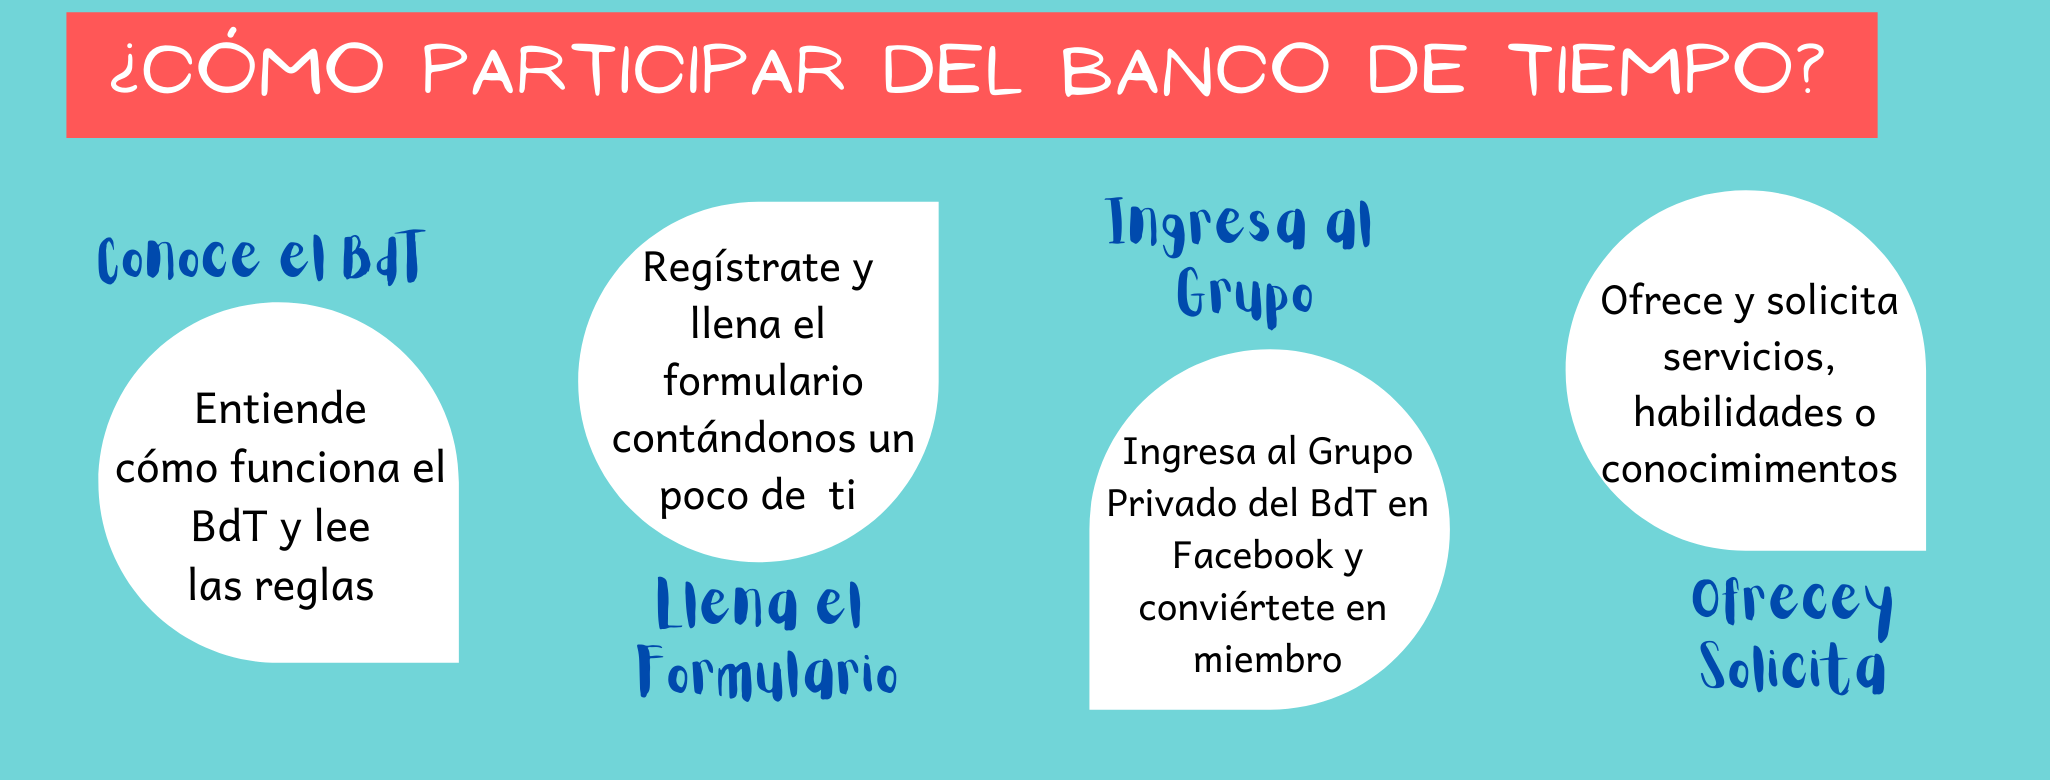 ¿CÓMO PARTICIPAR DEL BANCO DE TIEMPO?
Conoce el BdT
Entiende
cómo funciona el
BdT y lee
las reglas
Regístrate y
llena el
formulario
contándonos un
poco de ti
Llena el
Formulario
Ingresa al
Grupo
Ingresa al Grupo
Privado del BdT en
Facebook y
conviértete en
miembro
Ofrece y solicita
servicios,
habilidades o
conocimimentos
Ofrecey
Solicita